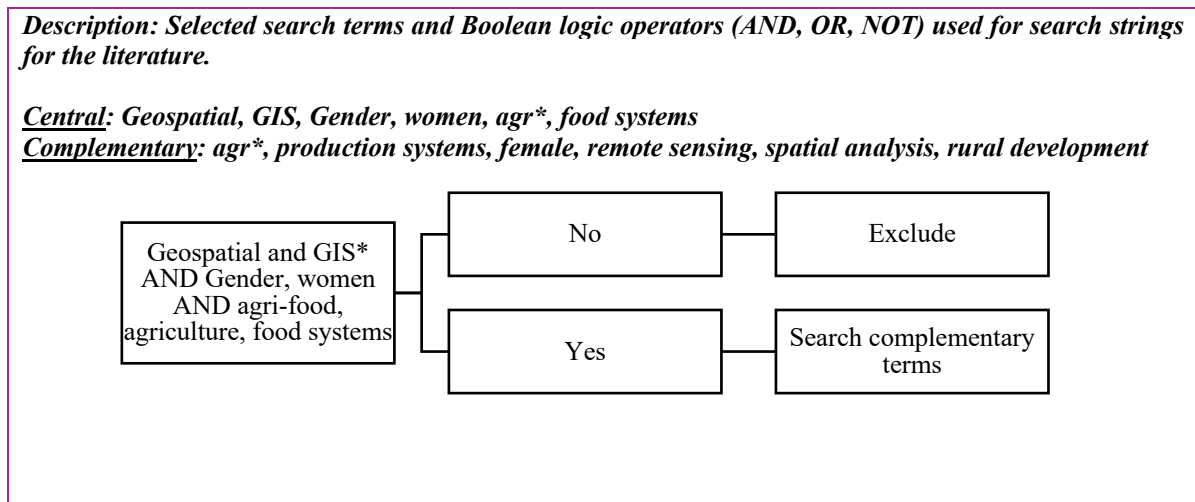 Description: Selected search terms and Boolean logic operators (AND, OR, NOT) used for search strings
for the literature.
Central: Geospatial, GIS, Gender, women, agr*, food systems
Complementary: agr*, production systems, female, remote sensing, spatial analysis, rural development
Geospatial and GIS*
AND Gender, women
AND agri-food,
agriculture, food systems
No
Exclude
Yes
Search complementary
terms